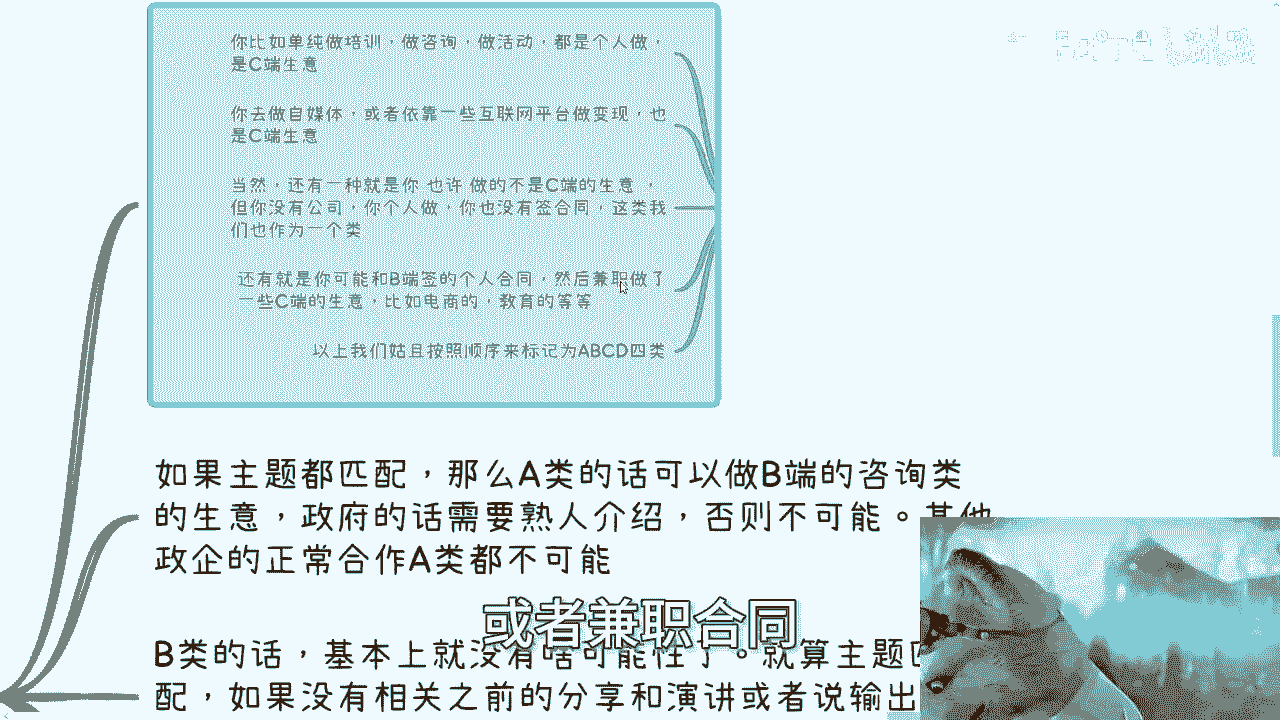 你比如单纯做培训，做咨询，做活动，都是个人做，
是C端生意
你去做自媒体，或者依靠一些互联网平台做变现，也
是C端生意
当然，还有一种就是你 也许 做的不是C端的生意 ，
但你没有公司，你个人做，你也没有签合同，这类我
们也作为一个类
还有就是你可能和B端签的个人合同，然后兼职做了
一些C端的生意，比如电商的，教育的等等
以上我们姑且按照顺序来标记为ABCD四类
如果主题都匹配，那么A类的话可以做B端的咨询类
的生意，政府的话需要熟人介绍，否则不可能。其他
政企的正常合作A类都不可能
或者兼职合同
B类的话，基本上就没有啥可能性了。就算主题匹
配，如果没有相关之前的分享和演讲或者说输出